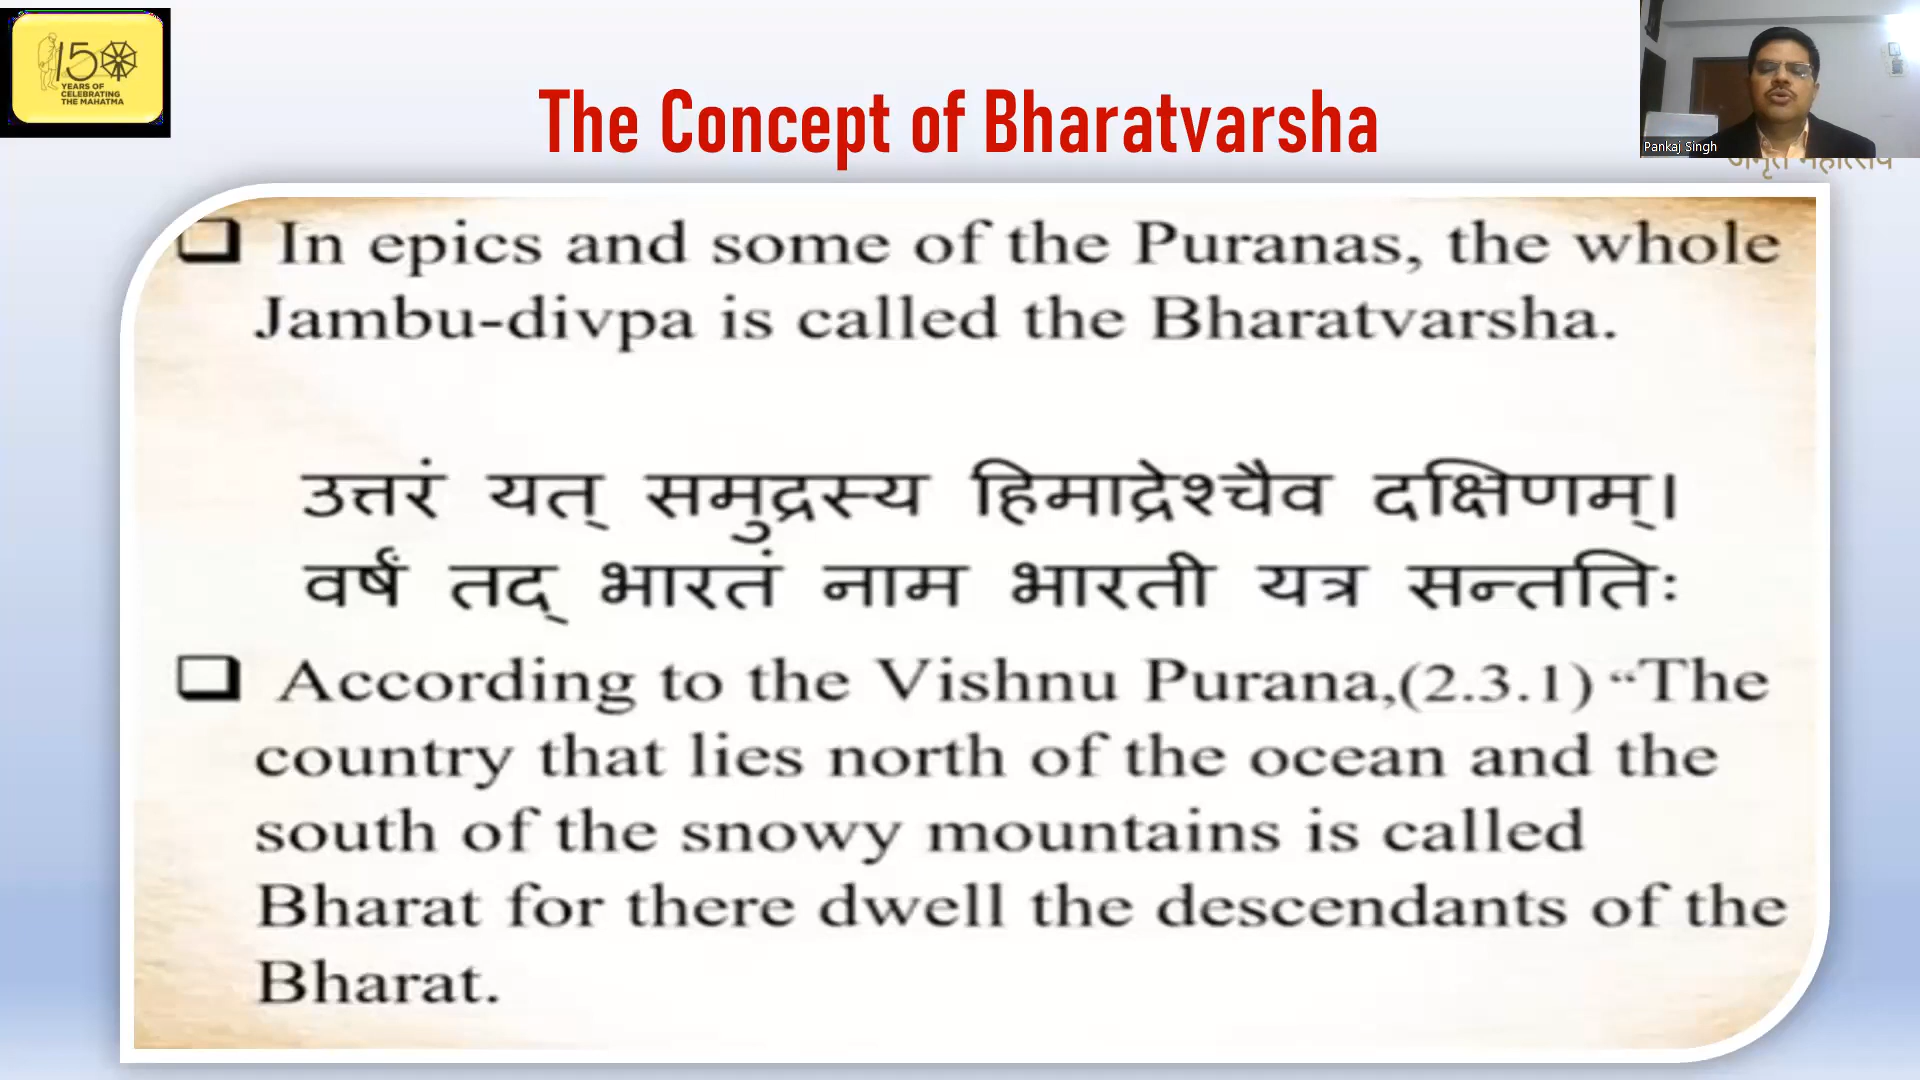 150
YEARS OF
CELEBRATING
THE MAHATMA
The Concept of Bharatvarsha
Pankaj Singh
अमृत महोत्सव
❑ In epics and some of the Puranas, the whole
Jambu-divpa is called the Bharatvarsha.
उत्तरं यत् समुद्रस्य हिमाद्रेश्चैव दक्षिणम्।
वर्षं तद् भारतं नाम भारती यत्र सन्ततिः
❑ According to the Vishnu Purana,(2.3.1) “The
country that lies north of the ocean and the
south of the snowy mountains is called
Bharat for there dwell the descendants of the
Bharat.